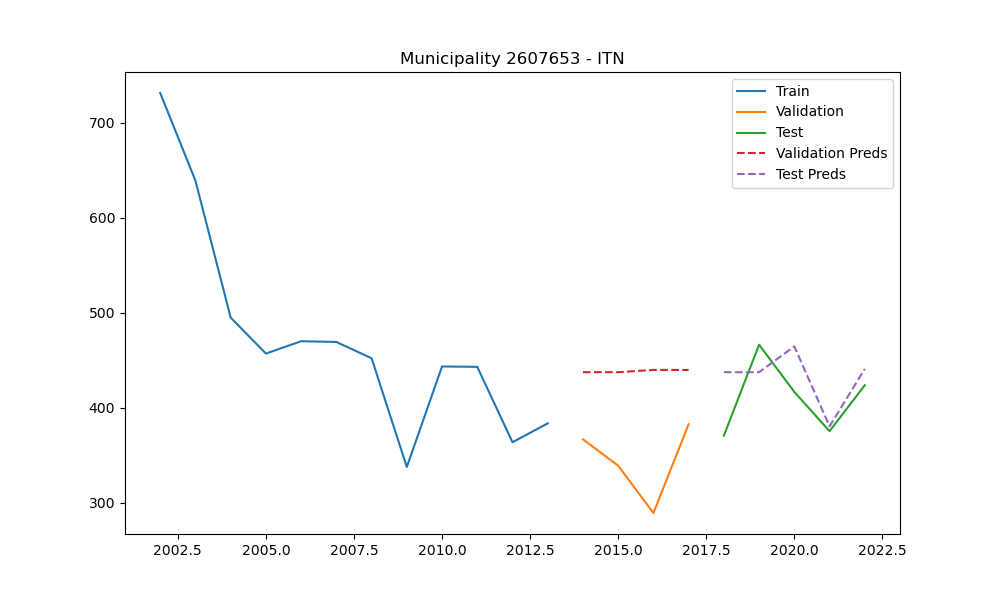 Municipality 2607653 - ITN
700
600
500
400
300
2002.5 2005.0 2007.5 2010.0 2012.5 2015.0 2017.5 2020.0 2022.5
Train
Validation
Test
Validation Preds
Test Preds